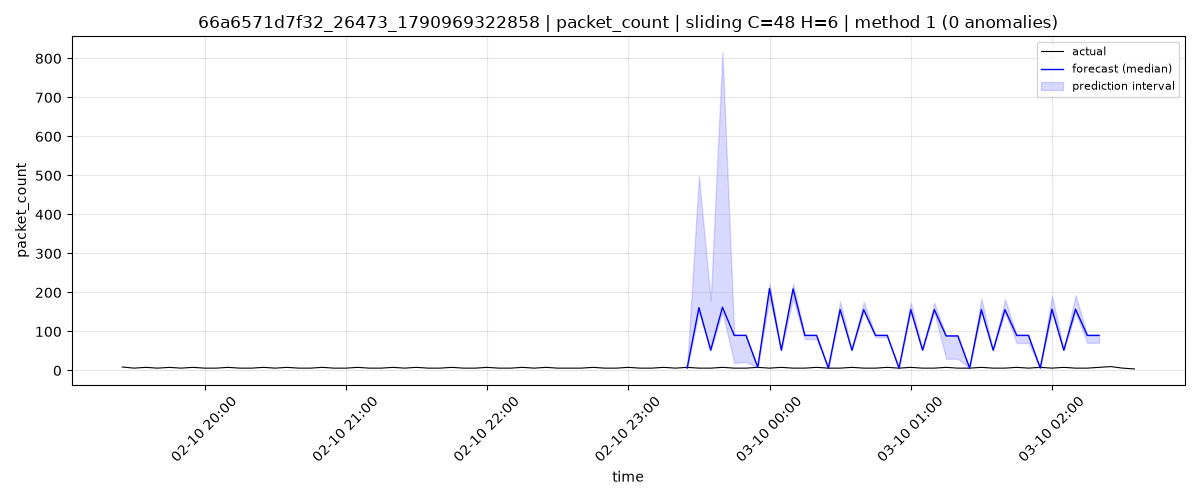 66a6571d7f32_26473_1790969322858 | packet_count | sliding C=48 H=6 | method 1 (0 anomalies)
actual
forecast (median)
prediction interval
packet_count
800
700
600
500
400
300
200
100
0
02-10 20:00
02-10 21:00
02-10 22:00
02-10 23:00
03-10 00:00
03-10 01:00
03-10 02:00
time